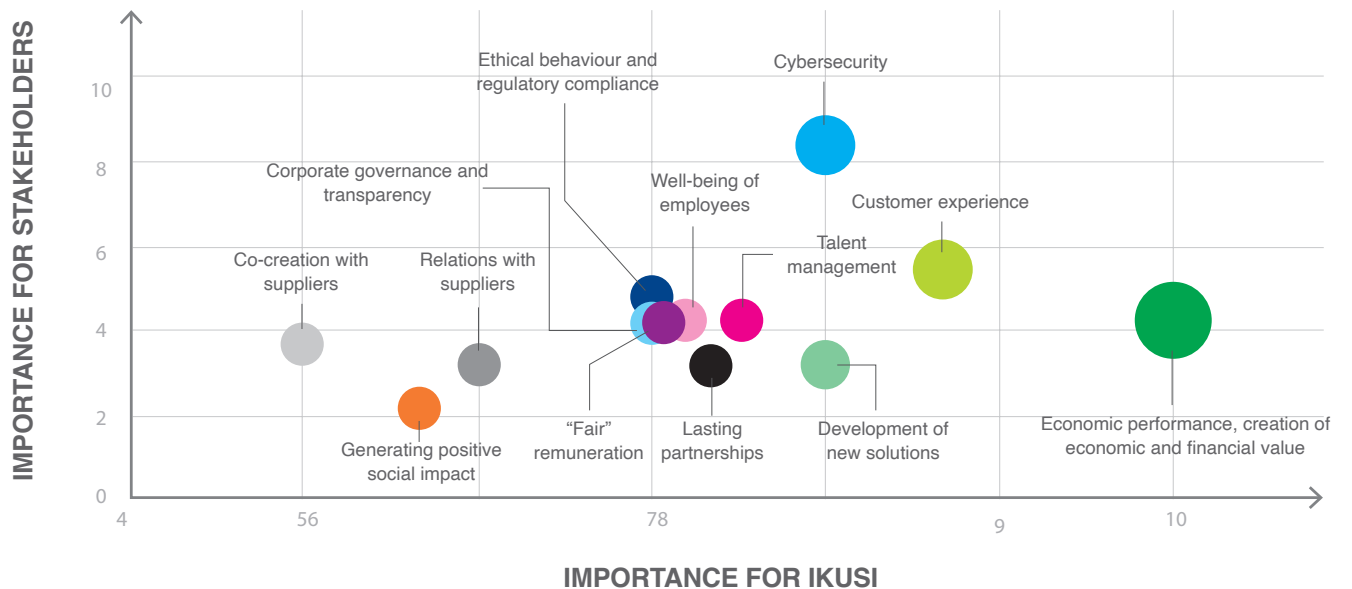 IMPORTANCE FOR STAKEHOLDERS
10
8
6
4
2
0
Ethical behaviour and
regulatory compliance
Cybersecurity
Corporate governance and
transparency
Well-being of
employees
Customer experience
Talent
management
Co-creation with
suppliers
Relations with
suppliers
Generating positive
social impact
“Fair”
remuneration
Lasting
partnerships
Development of
new solutions
Economic performance, creation of
economic and financial value
4
56
78
9
10
IMPORTANCE FOR IKUSI